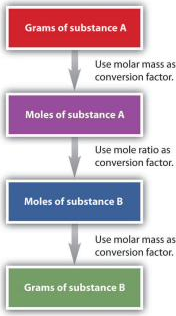 Grams of substance A
Use molar mass as
conversion factor.
Moles of substance A
Use mole ratio as
conversion factor.
Moles of substance B
Use molar mass as
conversion factor.
Grams of substance B